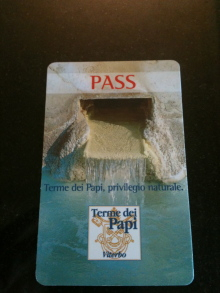 PASS
Terme dei Papi, privilegio naturale.
Terme dei
Papi
Viterbo